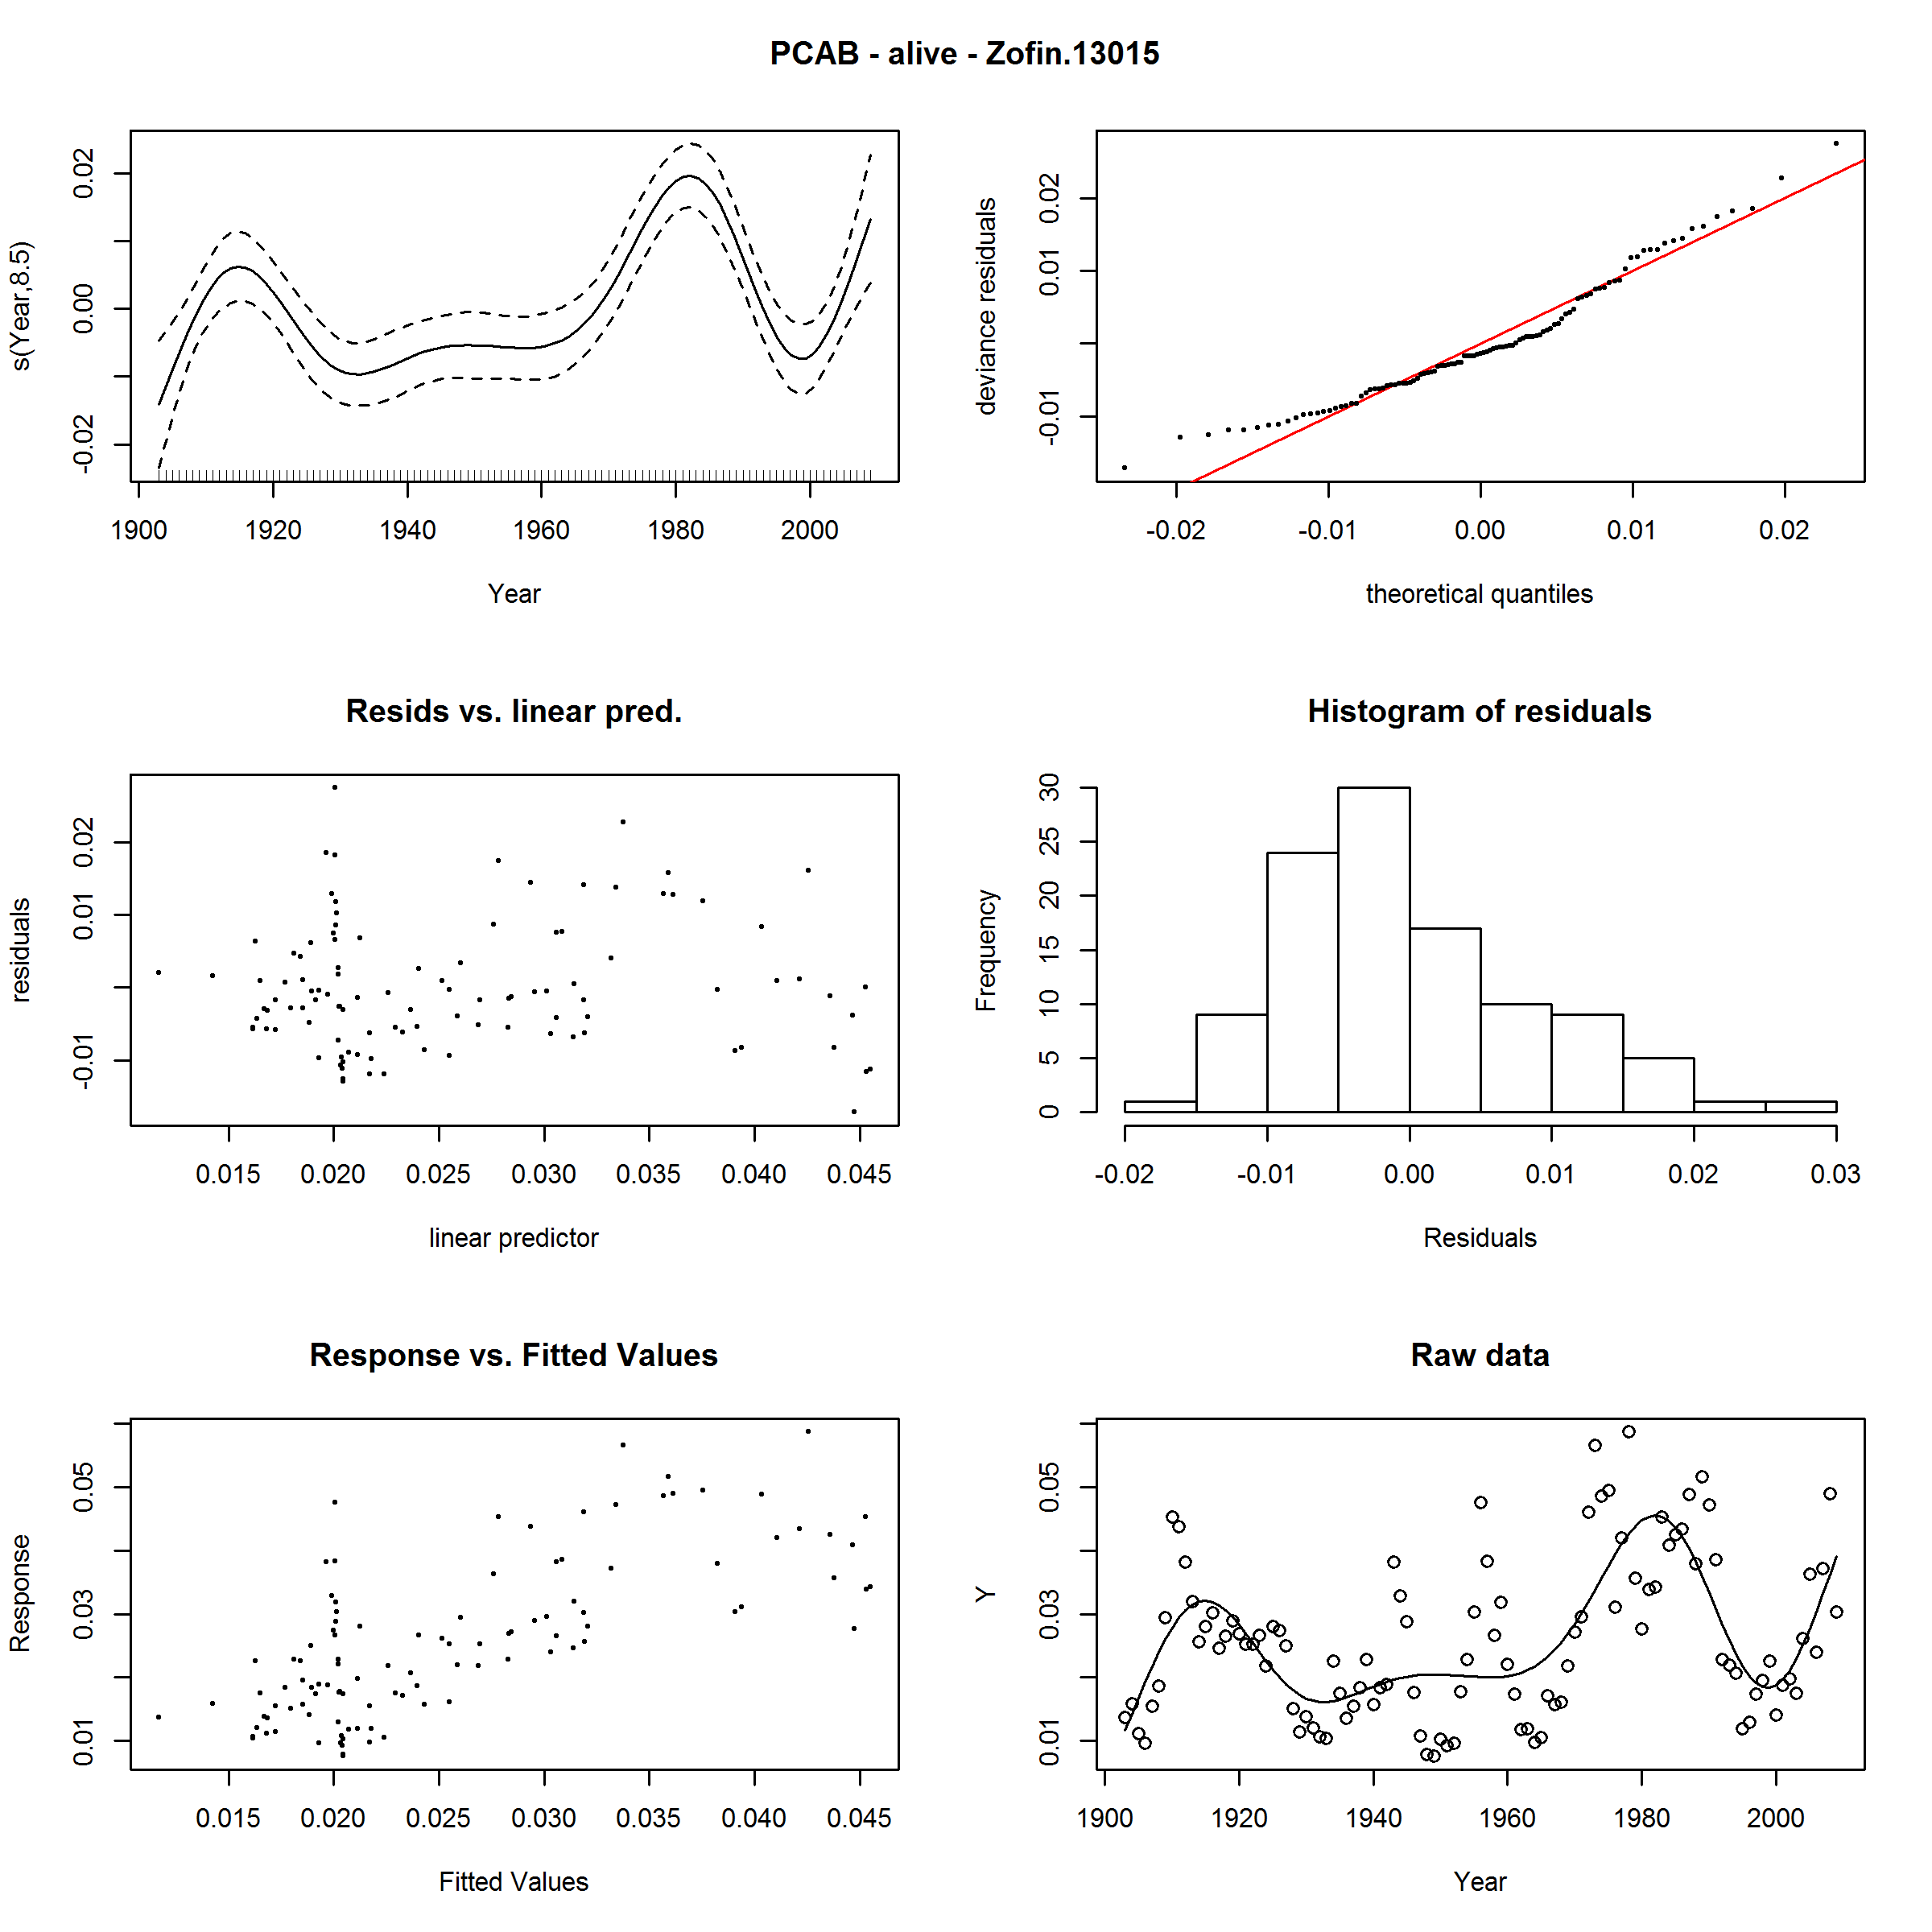 PCAB - alive - Zofin.13015
s(Year,8.5)
-0.02 0.00 0.02
1900 1920 1940 1960 1980 2000
Year
deviance residuals
-0.01 0.01 0.02
-0.02 -0.01 0.00 0.01 0.02
theoretical quantiles
Resids vs. linear pred.
residuals
-0.01 0.01 0.02
0.015 0.020 0.025 0.030 0.035 0.040 0.045
linear predictor
Histogram of residuals
Frequency
0 5 10 15 20 25 30
-0.02 -0.01 0.00 0.01 0.02 0.03
Residuals
Response vs. Fitted Values
Response
0.01 0.03 0.05
0.015 0.020 0.025 0.030 0.035 0.040 0.045
Fitted Values
Raw data
Y
0.01 0.03 0.05
1900 1920 1940 1960 1980 2000
Year